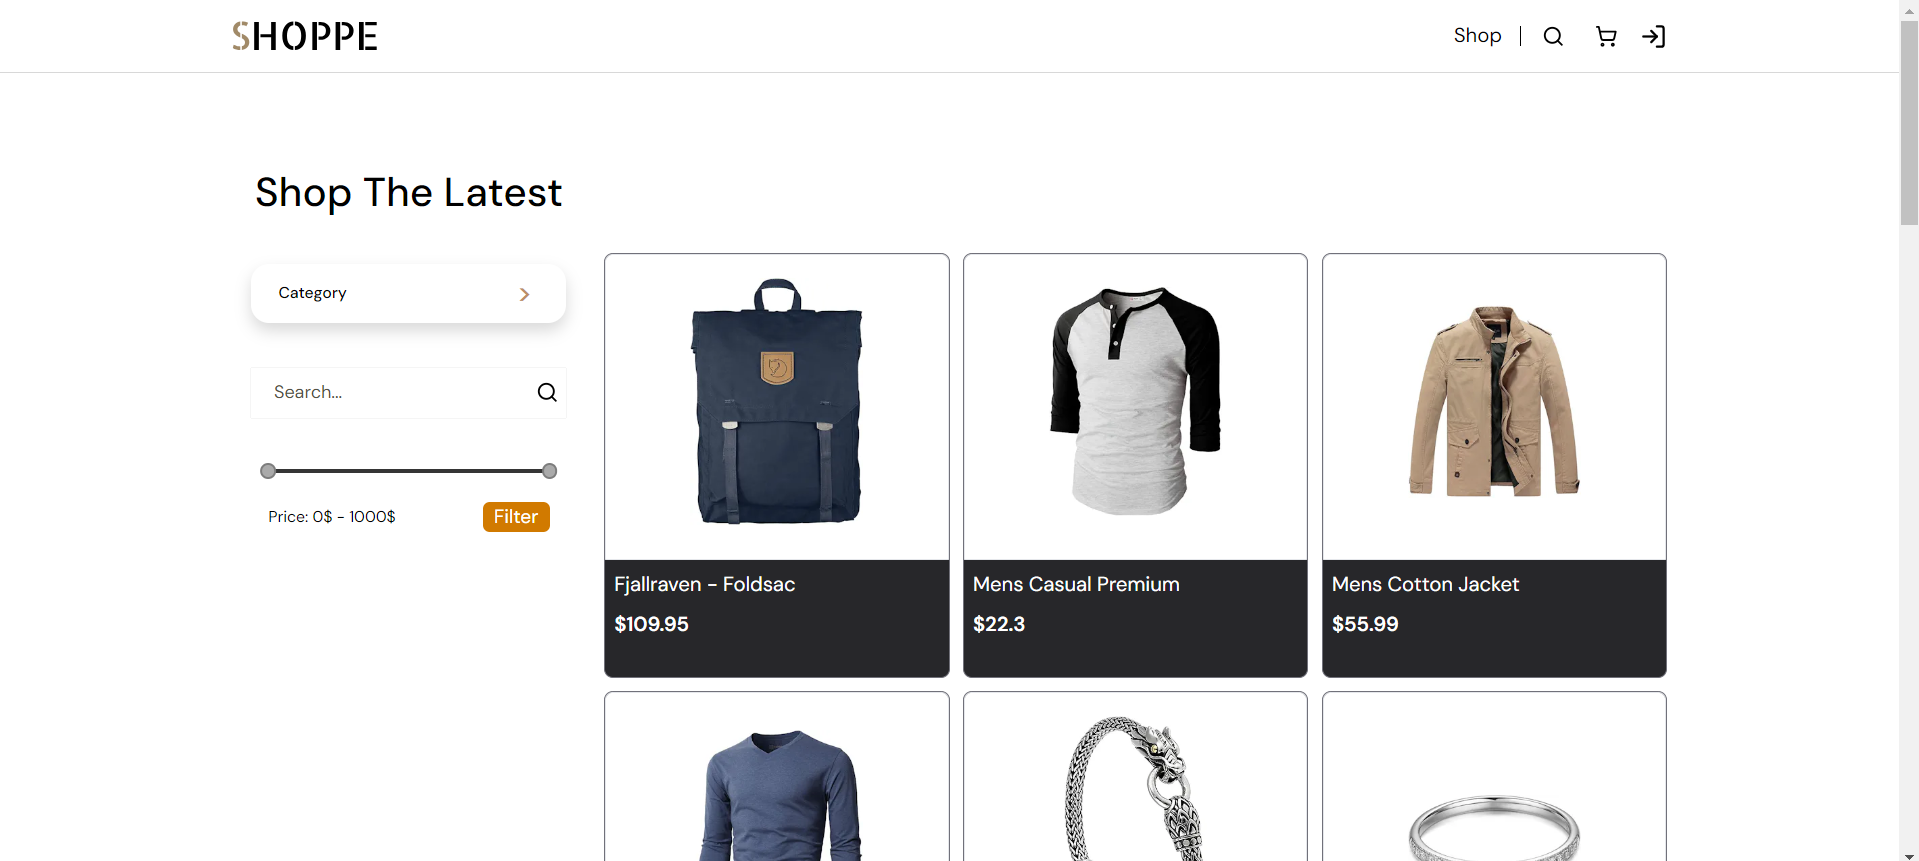 SHOPPE
Shop
Shop The Latest
Category
Search...
Price: 0$ - 1000$
Filter
Fjallraven - Foldsac
$109.95
Mens Casual Premium
$22.3
Mens Cotton Jacket
$55.99